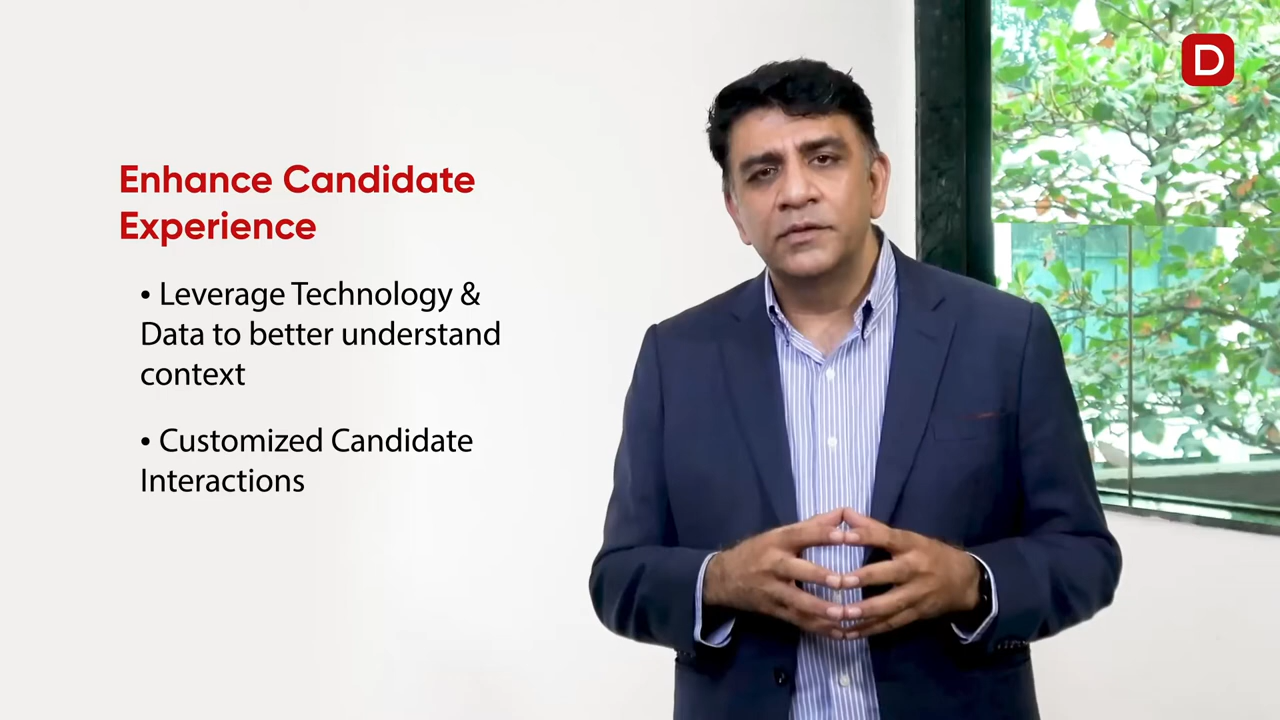 Enhance Candidate
Experience
• Leverage Technology &
Data to better understand
context
• Customized Candidate
Interactions
D